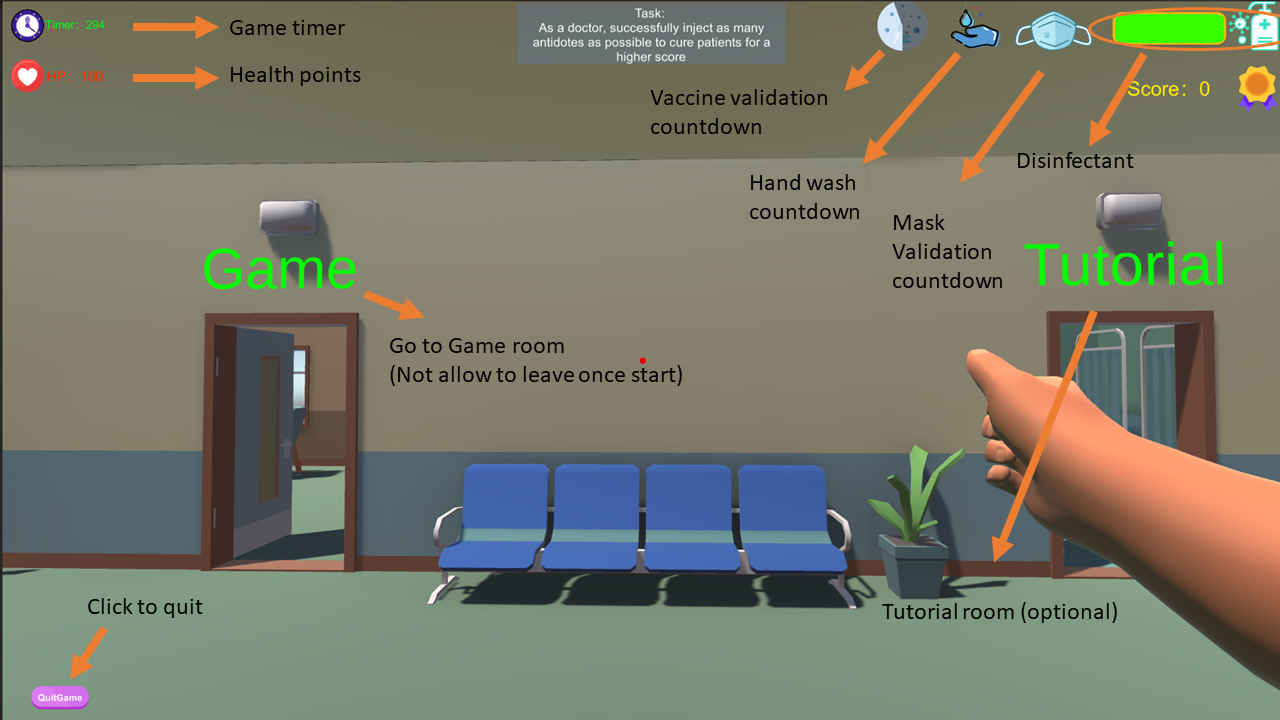 Timer: 294
Game timer
HP: 100
Health points
Task:
As a doctor, successfully inject as many
antidotes as possible to cure patients for a
higher score
Score: 0
Vaccine validation
countdown
Hand wash
countdown
Mask
Validation
countdown
Disinfectant
Game
Tutorial
Go to Game room
(Not allow to leave once start)
Click to quit
Tutorial room (optional)
QuitGame